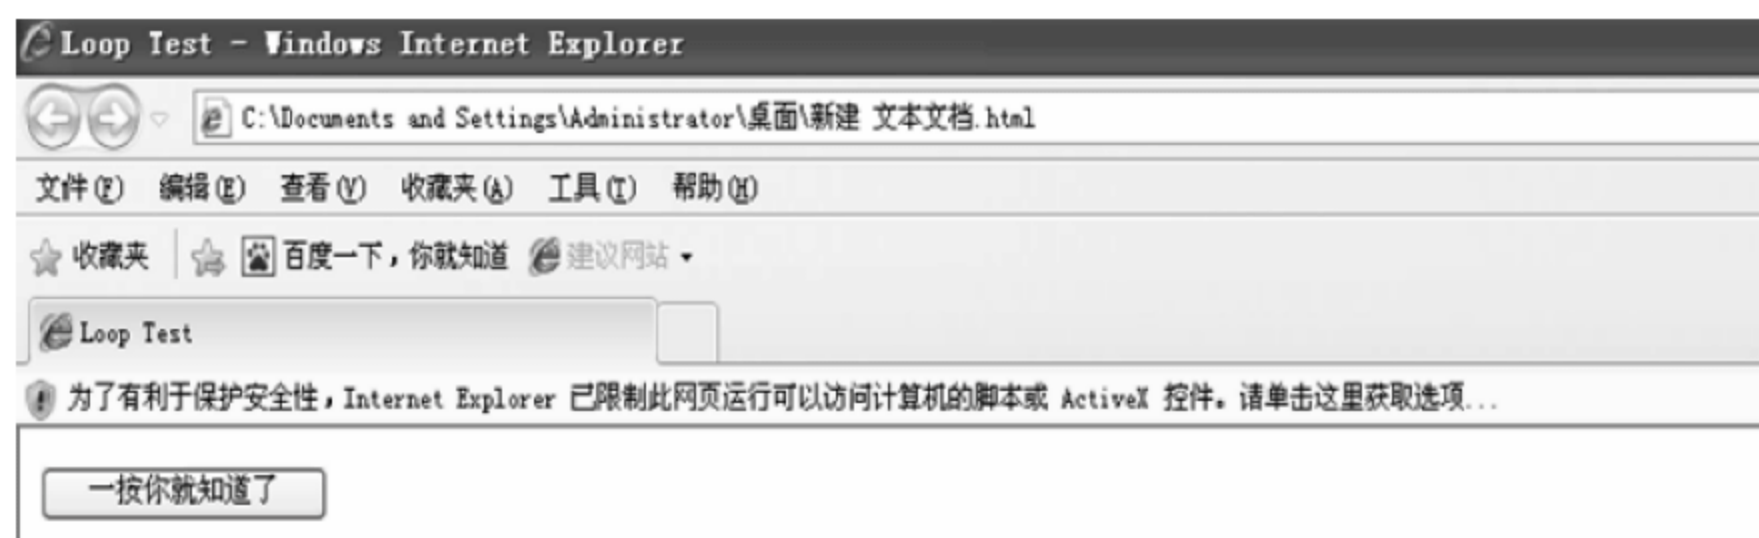 Loop Test - Windows Internet Explorer
C:\Documents and Settings\Administrator\桌面\新建 文本文档.html
文件(F) 编辑(E) 查看(V) 收藏夹(A) 工具(T) 帮助(H)
收藏夹 百度一下，你就知道 建议网站
Loop Test
为了有利于保护安全性，Internet Explorer 已限制此网页运行可以访问计算机的脚本或 ActiveX 控件。请单击这里获取选项...
一按你就知道了